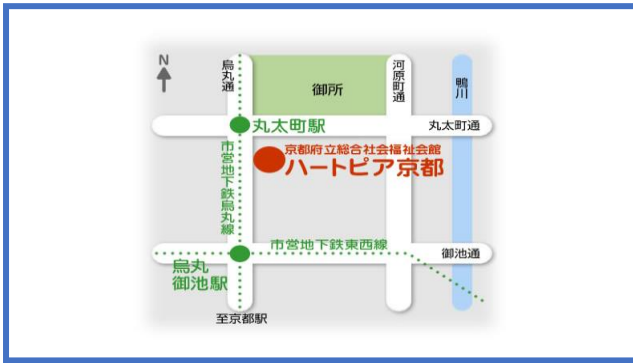 N
烏丸通
御所
河原町通
鴨川
丸太町駅
丸太町通
京都府立総合社会福祉会館
ハートピア京都
市営地下鉄烏丸線
市営地下鉄東西線
御池通
烏丸
御池駅
至京都駅